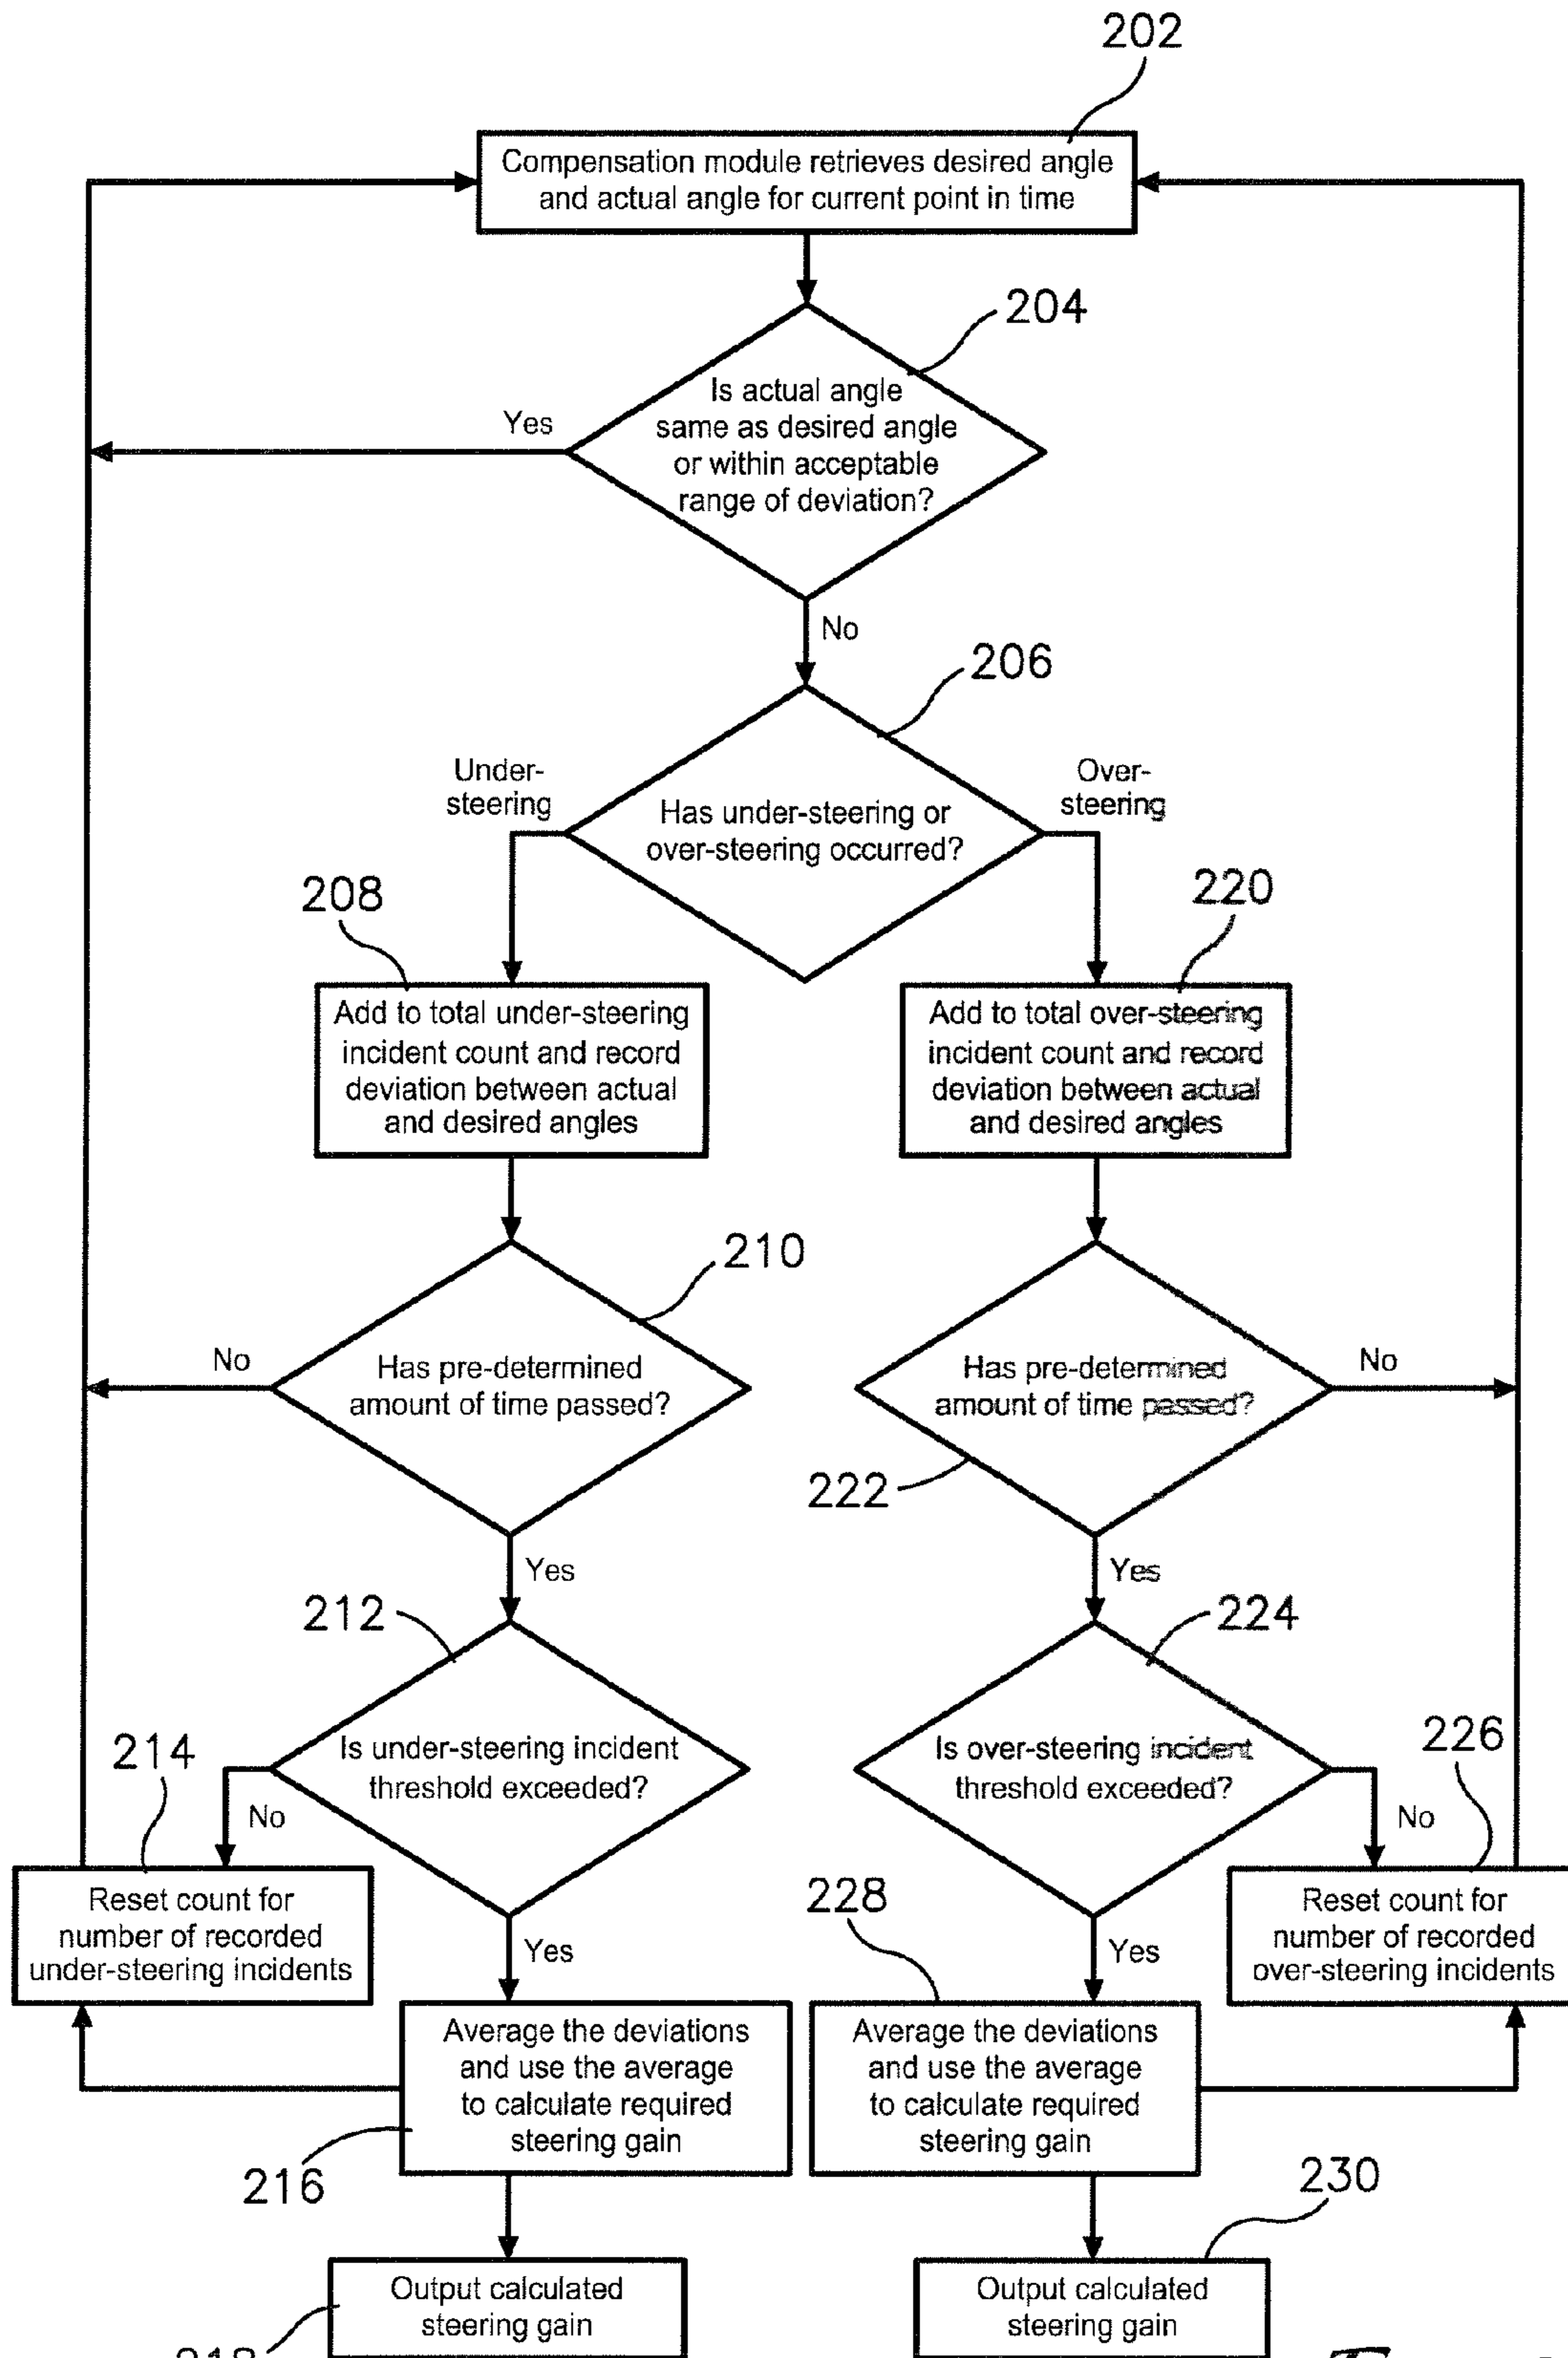 202
Compensation module retrieves desired angle
and actual angle for current point in time
204
Is actual angle
same as desired angle
or within acceptable
range of deviation?
Yes
No
206
Under-
steering
Over-
steering
Has under-steering or
over-steering occurred?
208
220
Add to total under-steering
incident count and record
deviation between actual
and desired angles
Add to total over-steering
incident count and record
deviation between actual
and desired angles
210
No
Has pre-determined
amount of time passed?
Has pre-determined
amount of time passed?
No
222
Yes
Yes
212
224
Is under-steering incident
threshold exceeded?
Is over-steering incident
threshold exceeded?
214
No
226
No
Reset count for
number of recorded
under-steering incidents
Reset count for
number of recorded
over-steering incidents
228
Yes
Yes
Average the deviations
and use the average
to calculate required
steering gain
Average the deviations
and use the average
to calculate required
steering gain
216
230
Output calculated
steering gain
Output calculated
steering gain